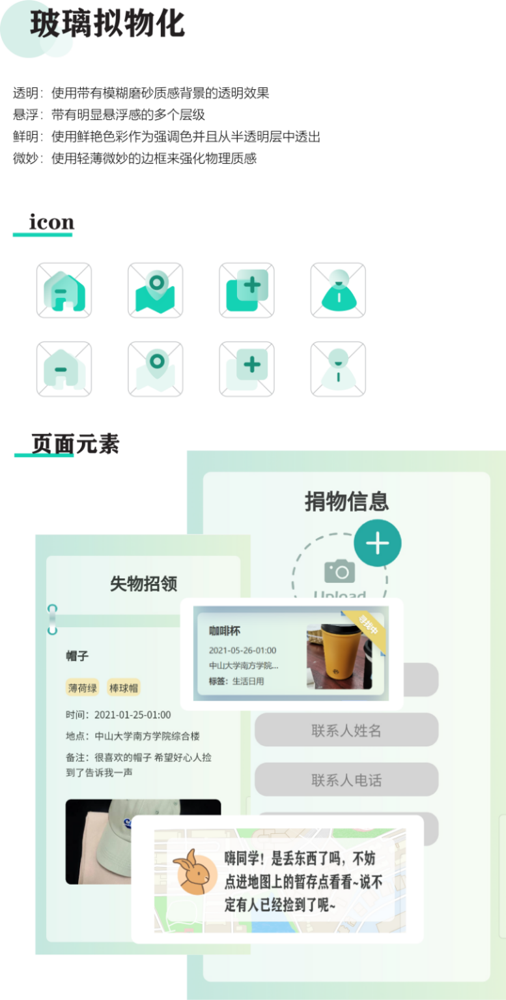 玻璃拟物化
透明：使用带有模糊磨砂质感背景的透明效果
悬浮：带有明显悬浮感的多个层级
鲜明：使用鲜艳色彩作为强调色并且从半透明层中透出
微妙：使用轻薄微妙的边框来强化物理质感
icon
页面元素
捐物信息
Upload
失物招领
帽子
薄荷绿 棒球帽
时间：2021-01-25-01:00
地点：中山大学南方学院综合楼
备注：很喜欢的帽子 希望好心人捡
到了告诉我一声
咖啡杯
寻找中
2021-05-26-01:00
中山大学南方学院...
标签：生活日用
联系人姓名
联系人电话
嗨同学！是丢东西了吗，不妨
点进地图上的暂存点看看~说不
定有人已经捡到了呢~